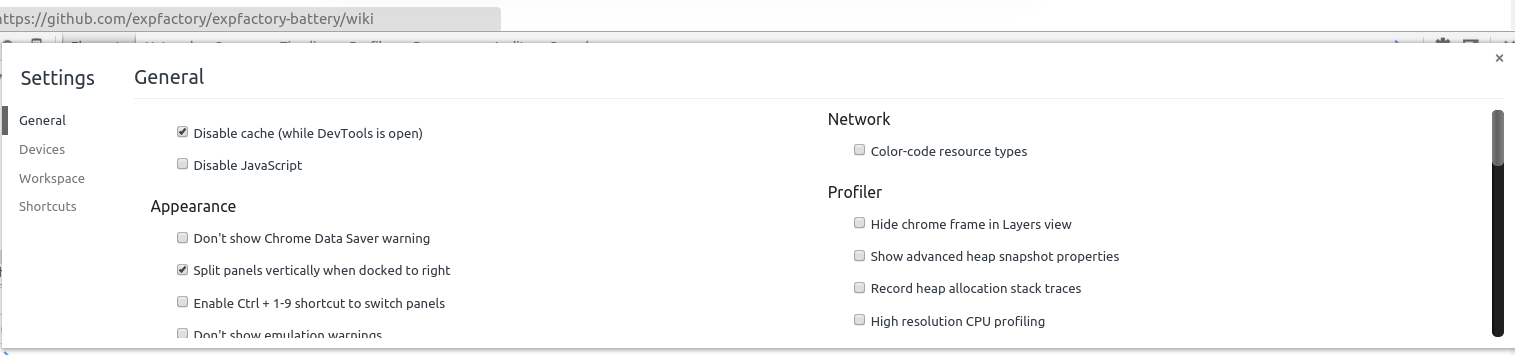 https://github.com/expfactory/expfactory-battery/wiki
Settings
General
General
Devices
Workspace
Shortcuts
Disable cache (while DevTools is open)
Disable JavaScript
Appearance
Don't show Chrome Data Saver warning
Split panels vertically when docked to right
Enable Ctrl + 1-9 shortcut to switch panels
Don't show emulation warnings
Network
Color-code resource types
Profiler
Hide chrome frame in Layers view
Show advanced heap snapshot properties
Record heap allocation stack traces
High resolution CPU profiling